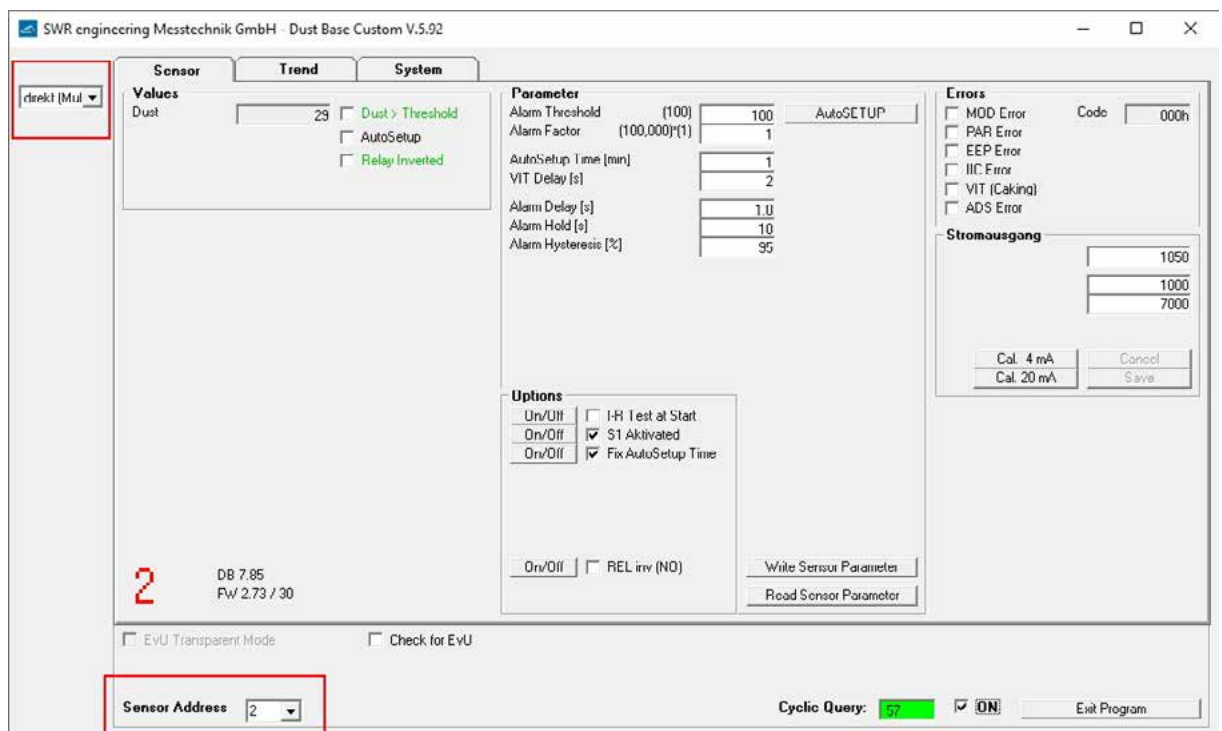 SWR engineering Messtechnik GmbH - Dust Base Custom V.5.92
direkt (Mul
Sensor Trend System
Values
Dust 29 Dust > Threshold
AutoSetup
Relay Inverted
Parameter
Alarm Threshold (100) 100 AutoSETUP
Alarm Factor (100,000)*(1) 1
AutoSetup Time [min] 1
VIT Delay [s] 2
Alarm Delay [s] 1.0
Alarm Hold [s] 10
Alarm Hysteresis [%] 95
Errors
MOD Error Code 000h
PAR Error
EEP Error
IIC Error
VIT (Caking)
ADS Error
Stromausgang
1050
1000
7000
Cal. 4 mA Cancel
Cal. 20 mA Save
Options
On/Off I-R Test at Start
On/Off S1 Aktivated
On/Off Fix AutoSetup Time
On/Off REL inv (NO)
Write Sensor Parameter
Read Sensor Parameter
2
DB 7.85
FW 2.73 / 30
EvU Transparent Mode Check for EvU
Sensor Address 2
Cyclic Query: 57 ON Exit Program